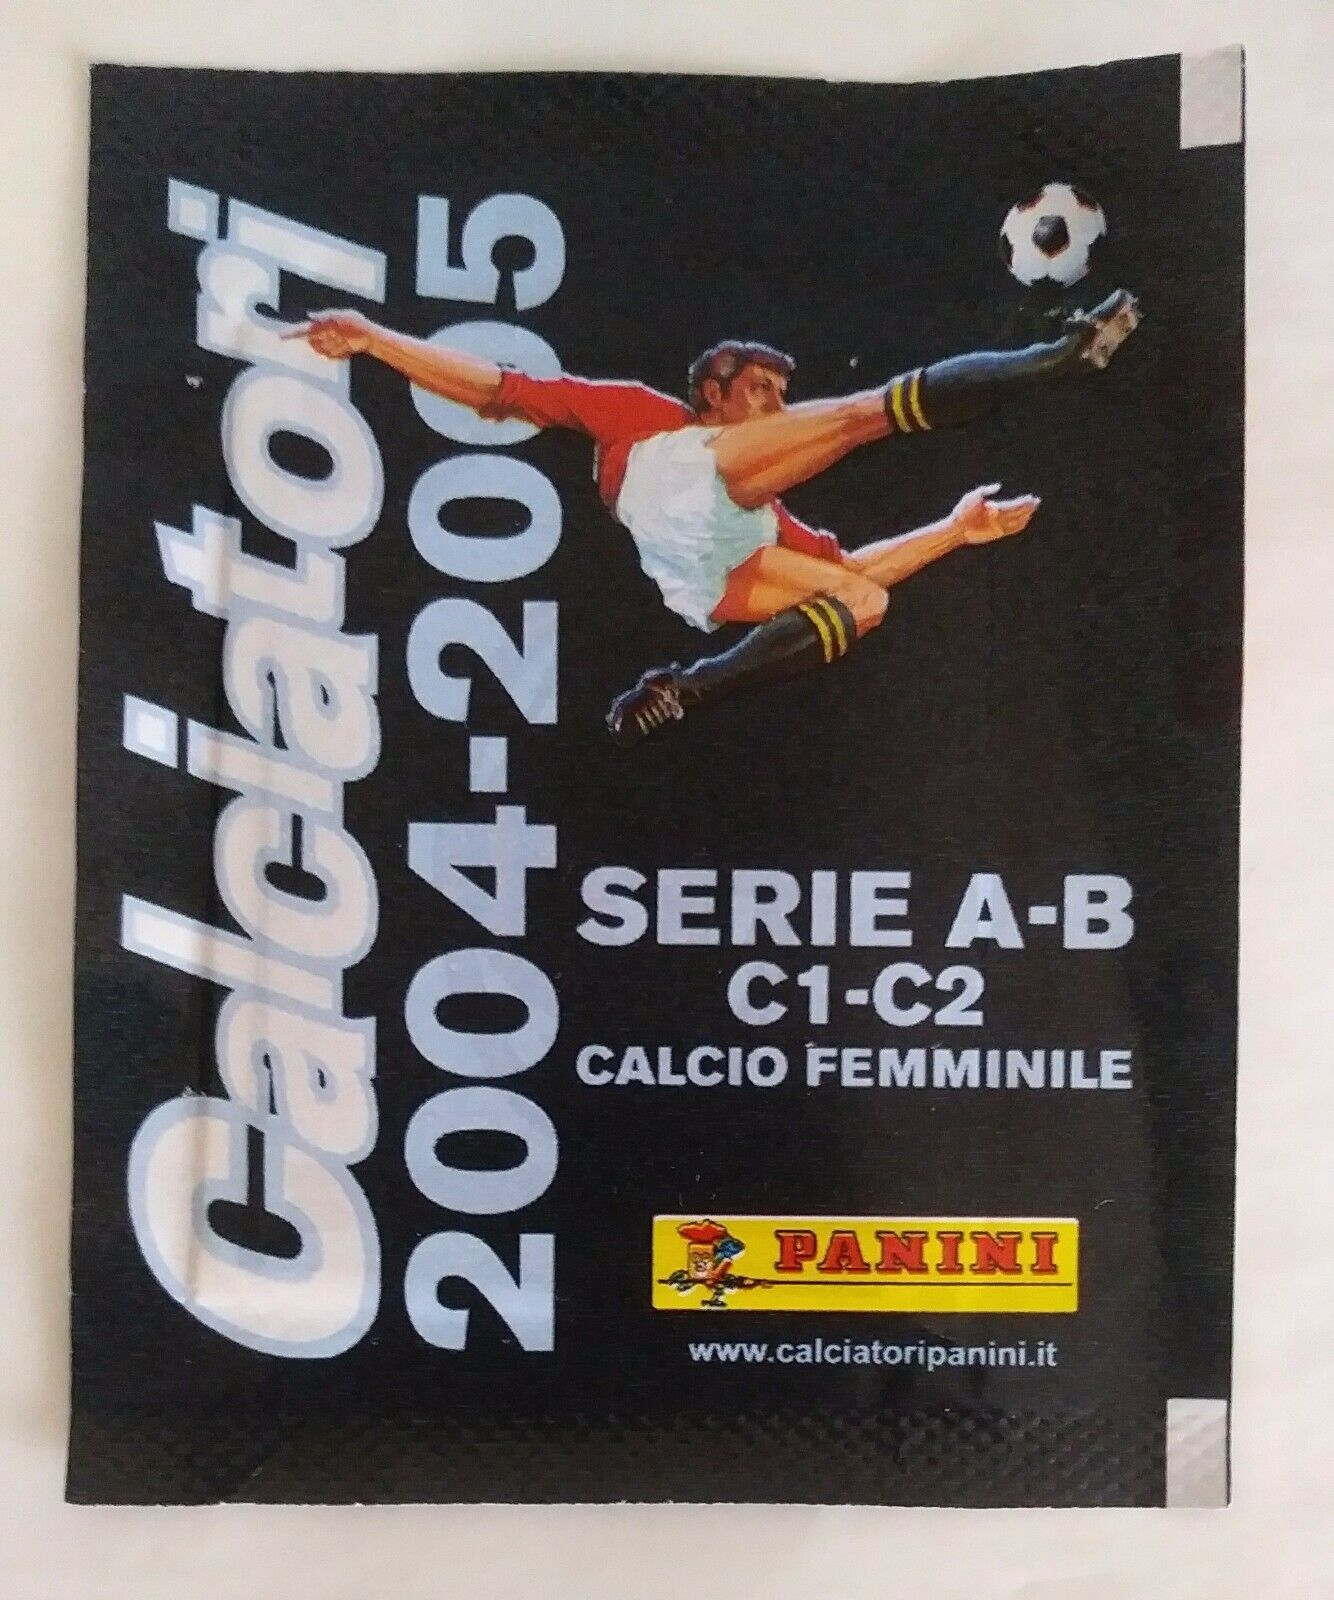 Calciatori
2004-2005
SERIE A-B
C1-C2
CALCIO FEMMINILE
PANINI
www.calciatoripanini.it